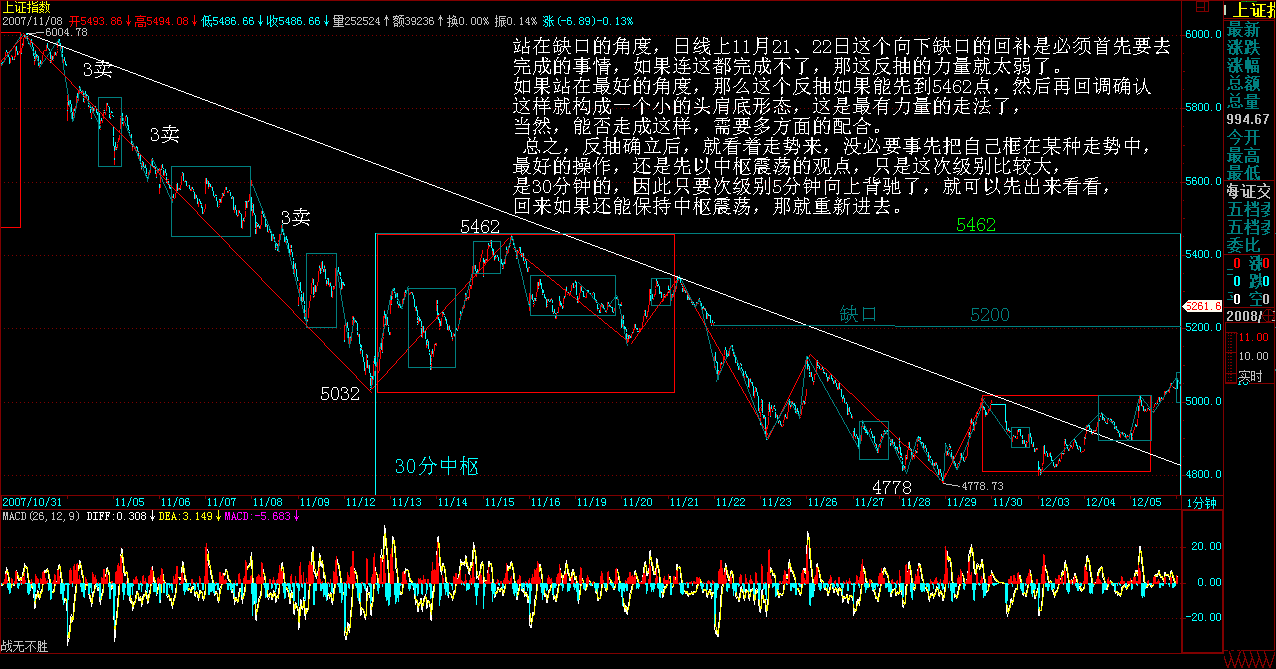 上证指数
2007/11/08 开5493.86↓高5494.08↓低5486.66↓收5486.66↓量252524↑额39236↑换0.00% 振0.14% 涨(-6.89)-0.13%
上证指
6004.78
站在缺口的角度，日线上11月21、22日这个向下缺口的回补是必须首先要去
完成的事情，如果连这都完成不了，那这反抽的力量就太弱了。
如果站在最好的角度，那么这个反抽如果能先到5462点，然后再回调确认
这样就构成一个小的头肩底形态，这是最有力量的走法了，
当然，能否走成这样，需要多方面的配合。
总之，反抽确立后，就看着走势来，没必要事先把自己框在某种走势中，
最好的操作，还是先以中枢震荡的观点，只是这次级别比较大，
是30分钟的，因此只要次级别5分钟向上背驰了，就可以先出来看看，
回来如果还能保持中枢震荡，那就重新进去。
3卖
3卖
3卖
5462
5462
缺口
5200
5032
30分中枢
4778
4778.73
6000.0
5800.0
5600.0
5400.0
5261.6
5200.0
5000.0
4800.0
最新
涨跌
涨幅
总额
总量
994.67
今开
最高
最低
海证交
五档
五档
委比
0 涨0
0 跌0
0 空0
2008/
11.00
10.00
实时
2007/10/31 11/05 11/06 11/07 11/08 11/09 11/12 11/13 11/14 11/15 11/16 11/19 11/20 11/21 11/22 11/23 11/26 11/27 11/28 11/29 11/30 12/03 12/04 12/05 1分钟
MACD(26,12,9) DIFF:0.308↓DEA:3.149↓MACD:-5.683↓
20.00
0.00
-20.00
战无不胜